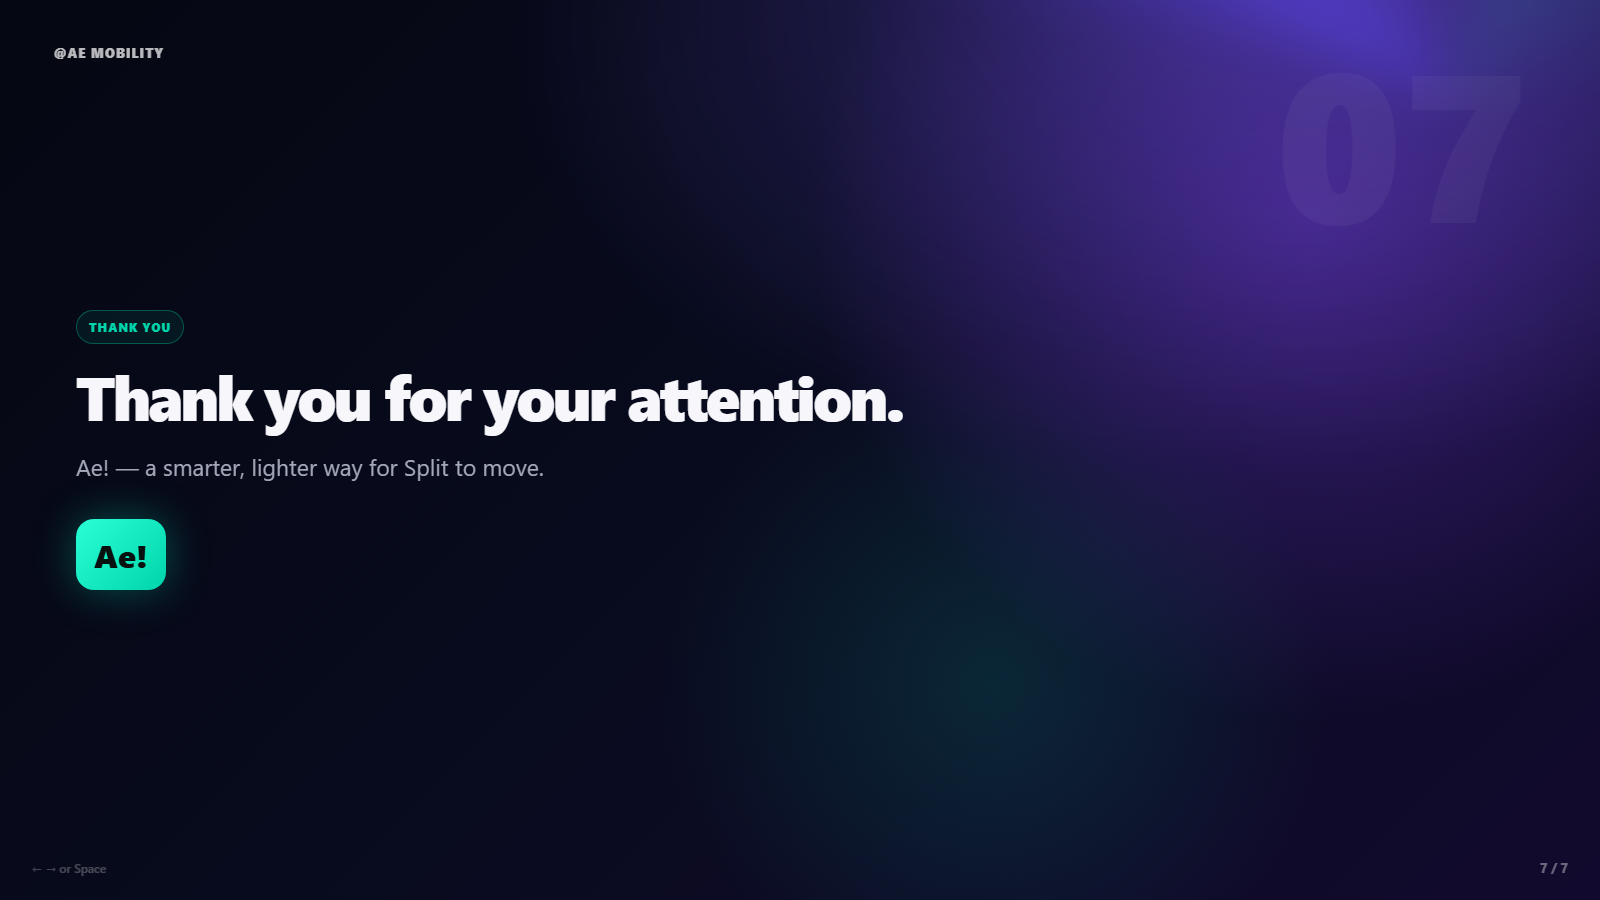 @AE MOBILITY
07
THANK YOU
Thank you for your attention.
Ae! — a smarter, lighter way for Split to move.
Ae!
← → or Space
7 / 7